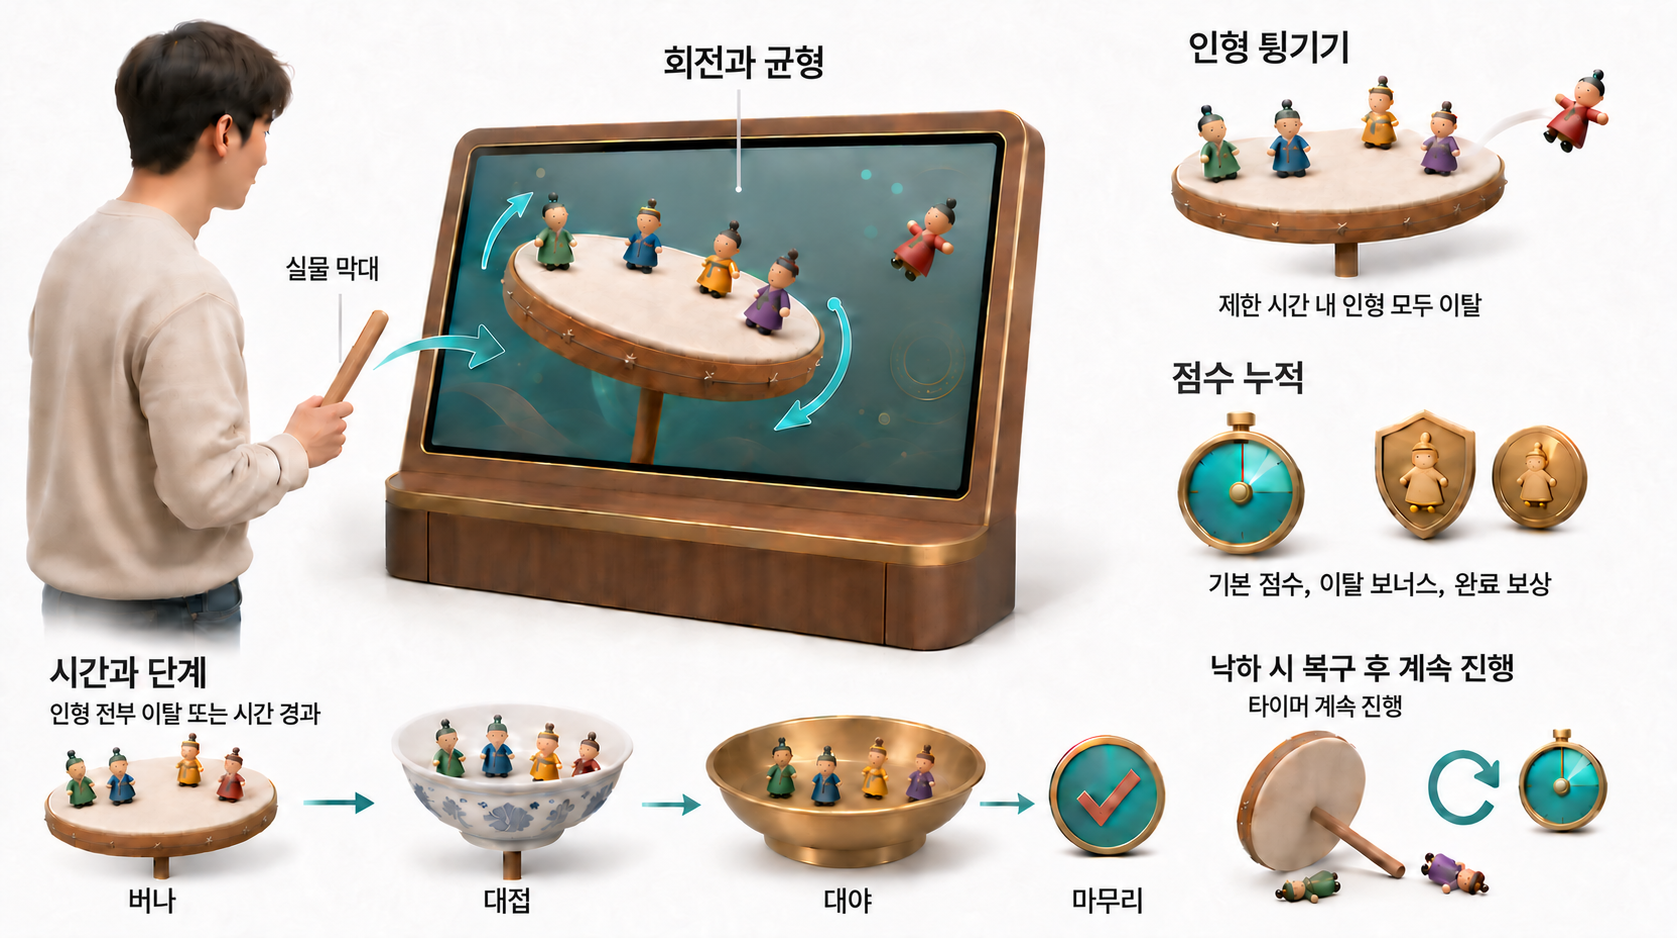 회전과 균형
실물 막대
인형 튕기기
제한 시간 내 인형 모두 이탈
점수 누적
기본 점수, 이탈 보너스, 완료 보상
시간과 단계
인형 전부 이탈 또는 시간 경과
버나
대접
대야
마무리
낙하 시 복구 후 계속 진행
타이머 계속 진행